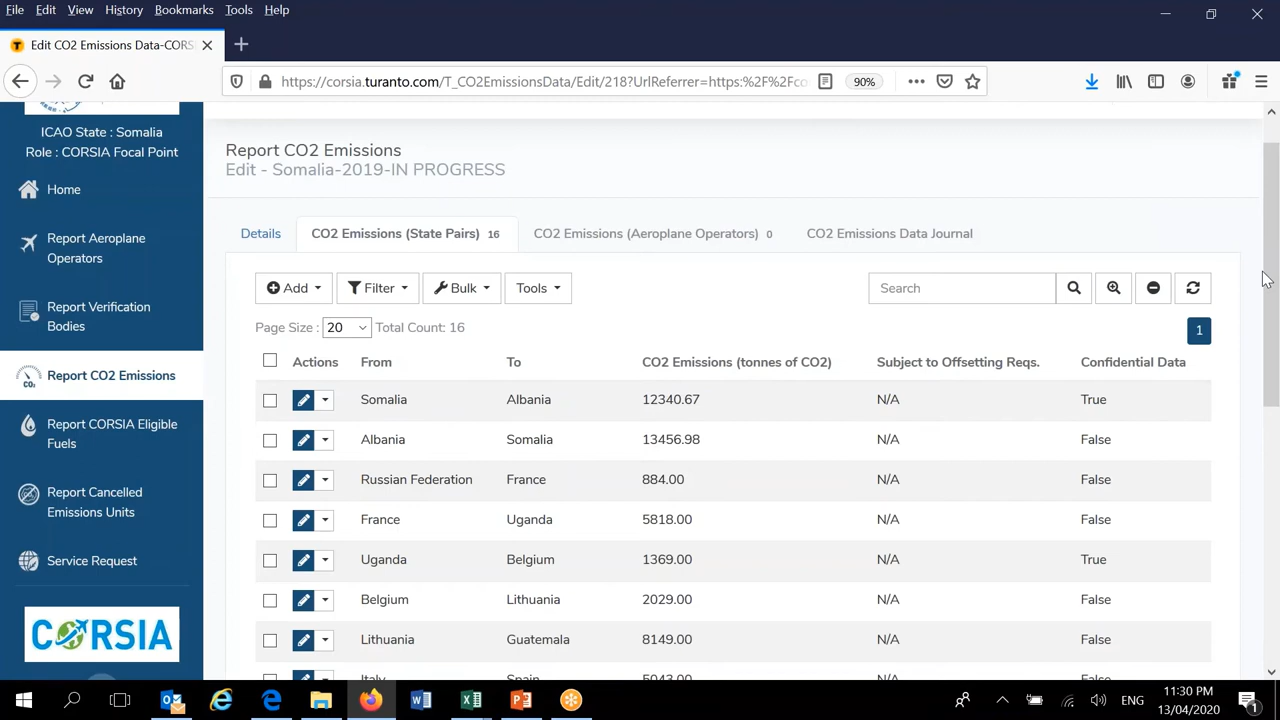 File Edit View History Bookmarks Tools Help
Edit CO2 Emissions Data-CORS
https://corsia.turanto.com/T_CO2EmissionsData/Edit/218?UrlReferrer=https:%2F%2Fco
90%
ICAO State : Somalia
Role : CORSIA Focal Point
Home
Report Aeroplane
Operators
Report Verification
Bodies
CO2
Report CO2 Emissions
Report CORSIA Eligible
Fuels
Report Cancelled
Emissions Units
Service Request
CORSIA
Report CO2 Emissions
Edit - Somalia-2019-IN PROGRESS
Details CO2 Emissions (State Pairs) 16 CO2 Emissions (Aeroplane Operators) 0 CO2 Emissions Data Journal
Add Filter Bulk Tools Search
Page Size : 20 Total Count: 16 1
Actions From To CO2 Emissions (tonnes of CO2) Subject to Offsetting Reqs. Confidential Data
Somalia Albania 12340.67 N/A True
Albania Somalia 13456.98 N/A False
Russian Federation France 884.00 N/A False
France Uganda 5818.00 N/A False
Uganda Belgium 1369.00 N/A True
Belgium Lithuania 2029.00 N/A False
Lithuania Guatemala 8149.00 N/A False
Italy Spain 5043.00 N/A False
ENG 11:30 PM
13/04/2020
1